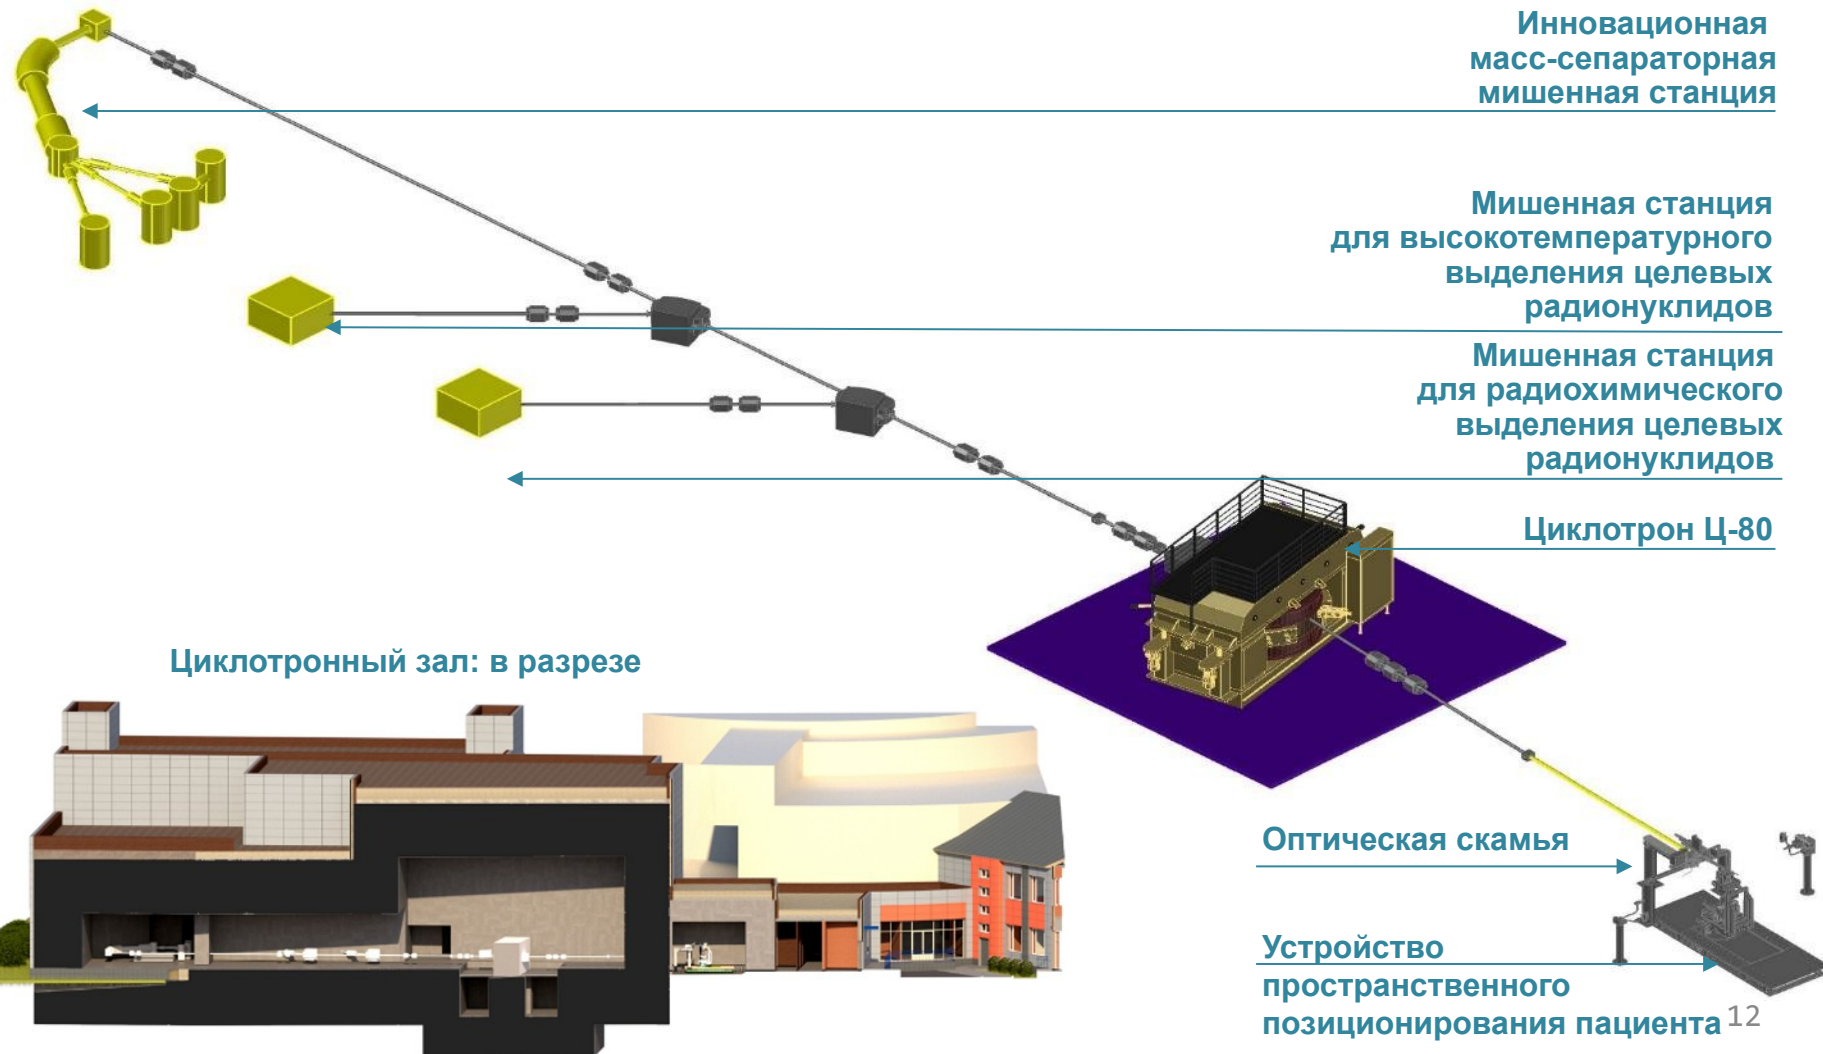 Инновационная
масс-сепараторная
мишенная станция
Мишенная станция
для высокотемпературного
выделения целевых
радионуклидов
Мишенная станция
для радиохимического
выделения целевых
радионуклидов
Циклотрон Ц-80
Циклотронный зал: в разрезе
Оптическая скамья
Устройство
пространственного
позиционирования пациента
12